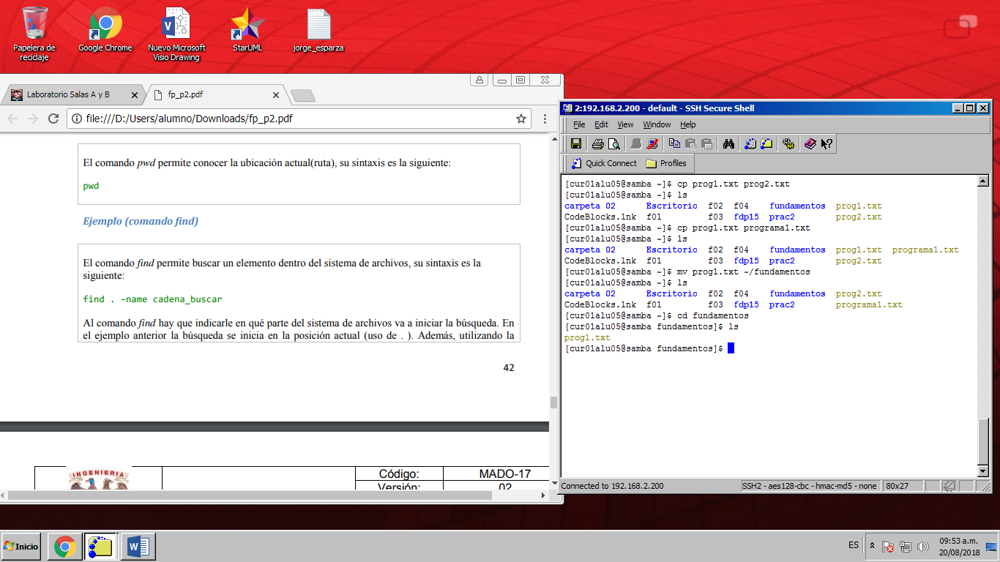 Papelera de
reciclaje
Google Chrome
Nuevo Microsoft
Visio Drawing
StarUML
jorge_esparza
Laboratorio Salas A y B
fp_p2.pdf
file:///D:/Users/alumno/Downloads/fp_p2.pdf
El comando pwd permite conocer la ubicación actual(ruta), su sintaxis es la siguiente:
pwd
Ejemplo (comando find)
El comando find permite buscar un elemento dentro del sistema de archivos, su sintaxis es la
siguiente:
find . –name cadena_buscar
Al comando find hay que indicarle en qué parte del sistema de archivos va a iniciar la búsqueda. En
el ejemplo anterior la búsqueda se inicia en la posición actual (uso de . ). Además, utilizando la
42
INGENIERIA
Código: MADO-17
Versión: 02
2:192.168.2.200 - default - SSH Secure Shell
File Edit View Window Help
Quick Connect Profiles
[cur01alu05@samba ~]$ cp prog1.txt prog2.txt
[cur01alu05@samba ~]$ ls
carpeta 02 Escritorio f02 f04 fundamentos prog1.txt
CodeBlocks.lnk f01 f03 fdp15 prac2 prog2.txt
[cur01alu05@samba ~]$ cp prog1.txt programa1.txt
[cur01alu05@samba ~]$ ls
carpeta 02 Escritorio f02 f04 fundamentos prog1.txt programa1.txt
CodeBlocks.lnk f01 f03 fdp15 prac2 prog2.txt
[cur01alu05@samba ~]$ mv prog1.txt ~/fundamentos
[cur01alu05@samba ~]$ ls
carpeta 02 Escritorio f02 f04 fundamentos prog2.txt
CodeBlocks.lnk f01 f03 fdp15 prac2 programa1.txt
[cur01alu05@samba ~]$ cd fundamentos
[cur01alu05@samba fundamentos]$ ls
prog1.txt
[cur01alu05@samba fundamentos]$
Connected to 192.168.2.200 SSH2 - aes128-cbc - hmac-md5 - none 80x27
Inicio
ES
09:53 a.m.
20/08/2018